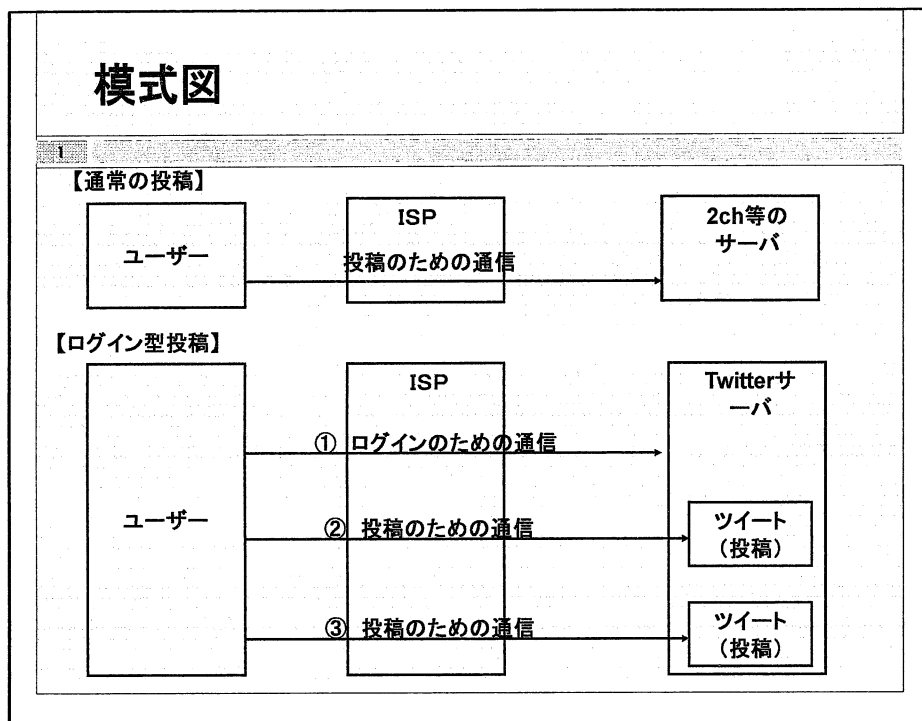 模式図
1
【通常の投稿】
ユーザー
ISP
投稿のための通信
2ch等の
サーバ
【ログイン型投稿】
ユーザー
ISP
Twitterサ
ーバ
① ログインのための通信
② 投稿のための通信
ツイート
（投稿）
③ 投稿のための通信
ツイート
（投稿）